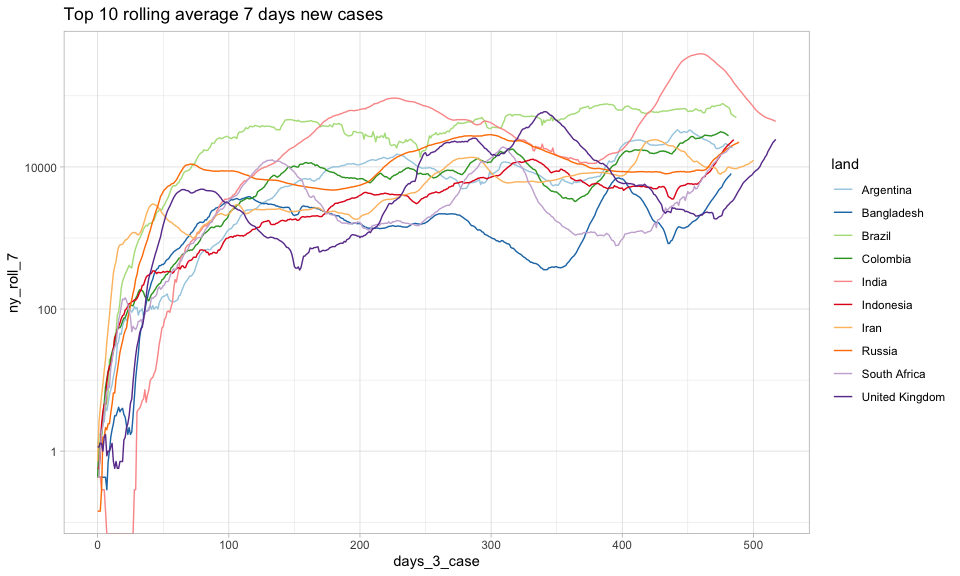 Top 10 rolling average 7 days new cases
ny_roll_7
10000
100
1
0
100
200
300
400
500
days_3_case
land
Argentina
Bangladesh
Brazil
Colombia
India
Indonesia
Iran
Russia
South Africa
United Kingdom